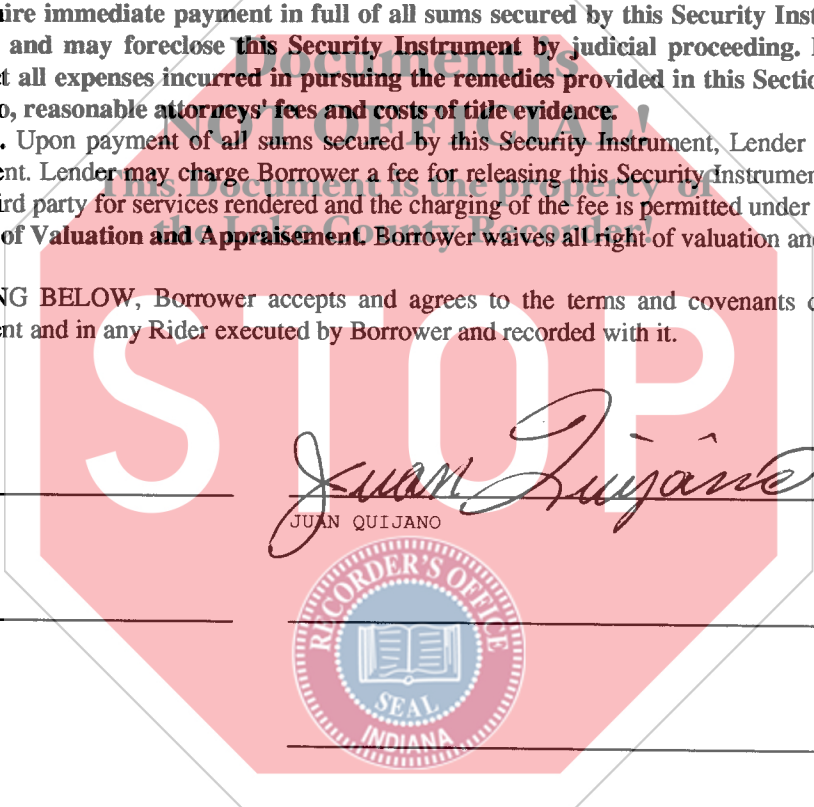 ire immediate payment in full of all sums secured by this Security Inst
and may foreclose this Security Instrument by judicial proceeding.
t all expenses incurred in pursuing the remedies provided in this Sectio
o, reasonable attorneys' fees and costs of title evidence.
. Upon payment of all sums secured by this Security Instrument, Lender
ent. Lender may charge Borrower a fee for releasing this Security Instrumen
ird party for services rendered and the charging of the fee is permitted under
of Valuation and Appraisement. Borrower waives all right of valuation an
NG BELOW, Borrower accepts and agrees to the terms and covenants c
ent and in any Rider executed by Borrower and recorded with it.
Document is
NOT OFFICIAL!
This Document is the property of
the Lake County Recorder!
STOP
Juan Quijano
JUAN QUIJANO
RECORDER'S OFFICE
SEAL
INDIANA